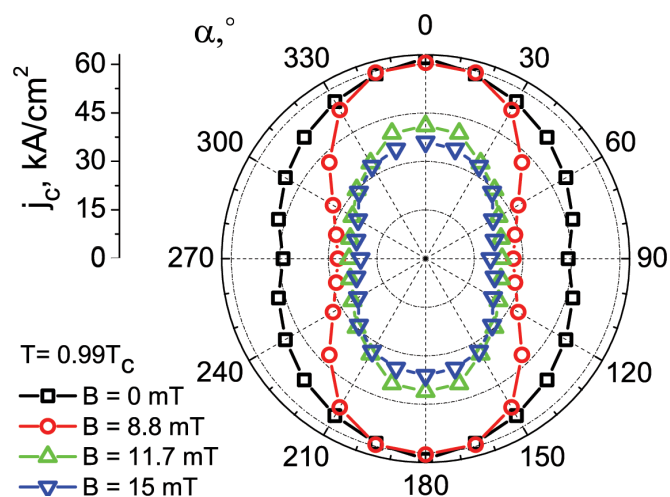 α,°
j_c, kA/cm²
60
45
30
15
0
0
30
60
90
120
150
180
210
240
270
300
330
T= 0.99T_C
B = 0 mT
B = 8.8 mT
B = 11.7 mT
B = 15 mT